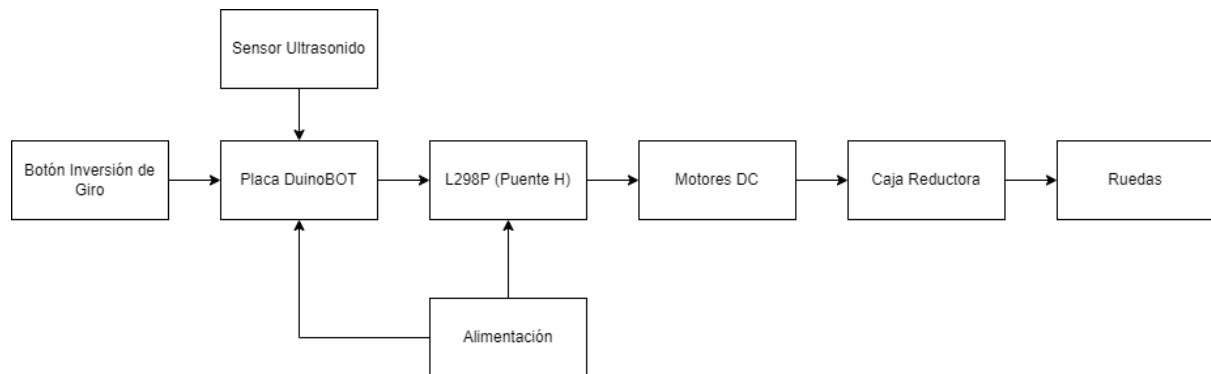 Sensor Ultrasonido
Botón Inversión de
Giro
Placa DuinoBOT
L298P (Puente H)
Motores DC
Caja Reductora
Ruedas
Alimentación